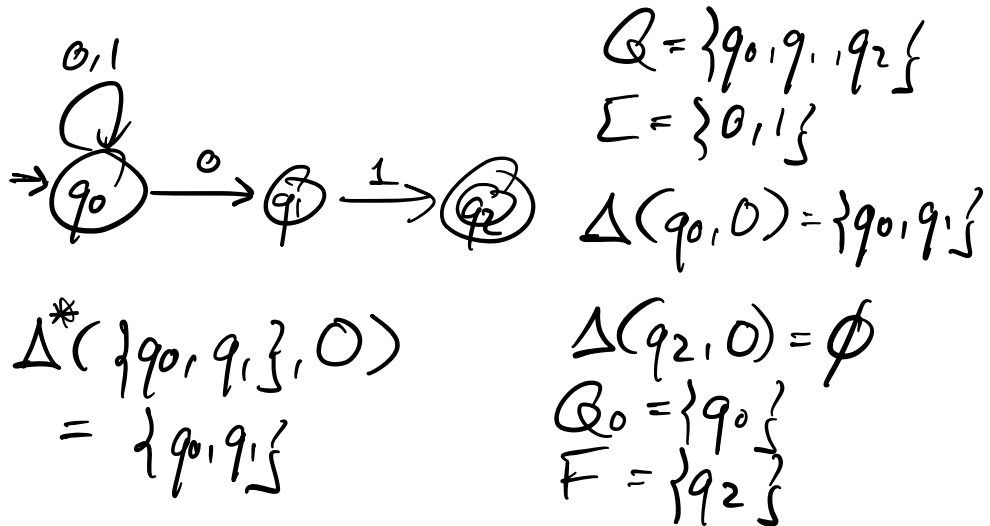 0,1
q0
0
q1
1
q2
Δ*({q0, q1}, 0)
= {q0, q1}
Q = {q0, q1, q2}
Σ = {0, 1}
Δ(q0, 0) = {q0, q1}
Δ(q2, 0) = ϕ
Q0 = {q0}
F = {q2}